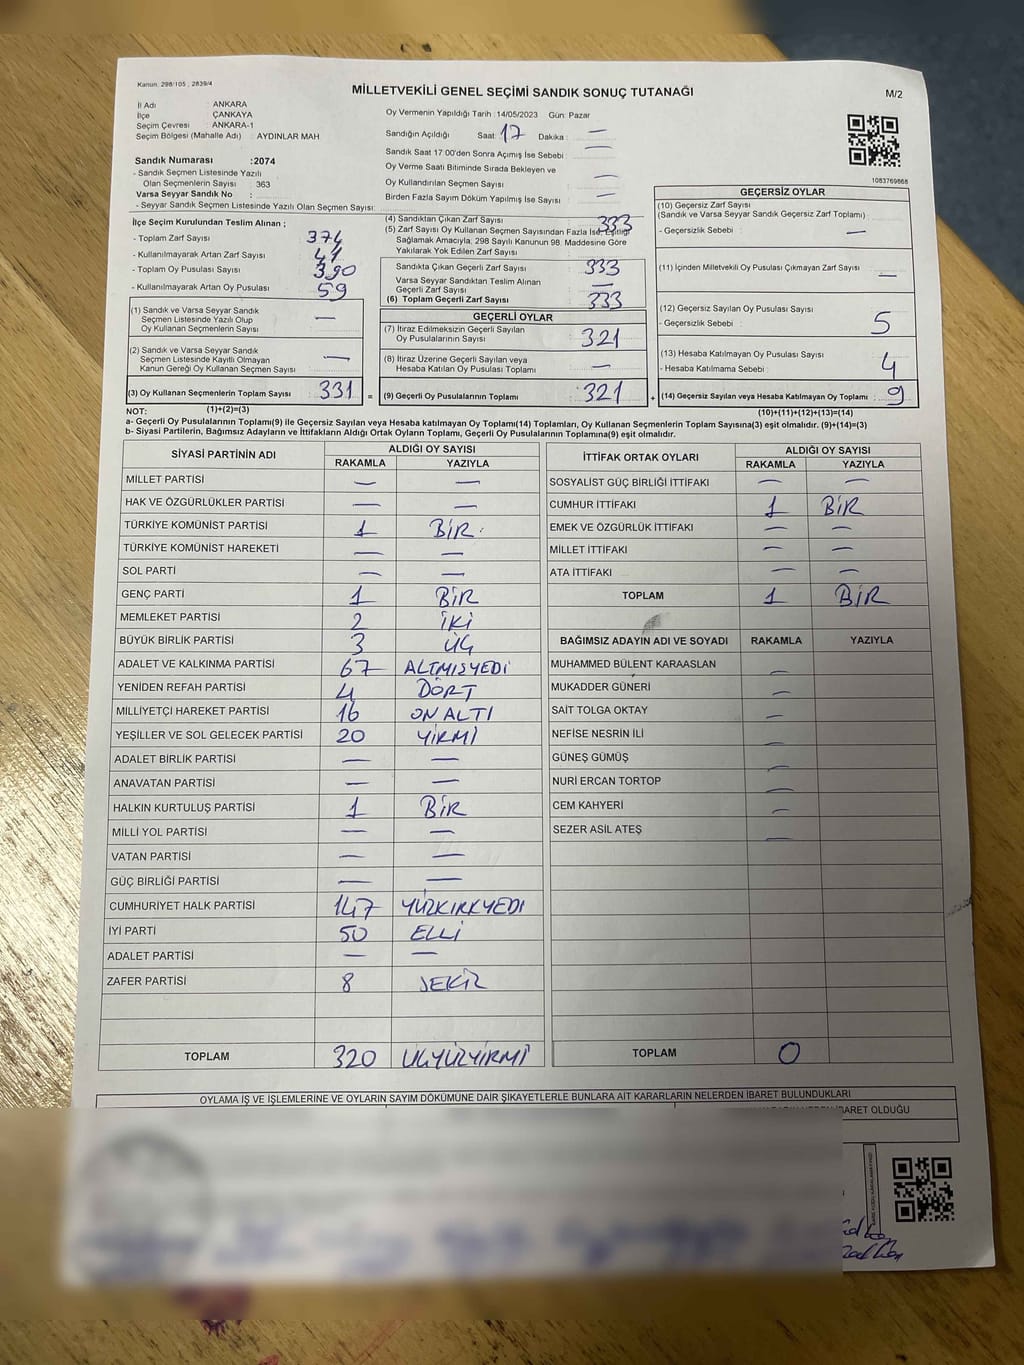 Kanun. 298/105 , 2839/4
MİLLETVEKİLİ GENEL SEÇİMİ SANDIK SONUÇ TUTANAĞI
M/2
İl Adı : ANKARA
İlçe : ÇANKAYA
Seçim Çevresi : ANKARA-1
Seçim Bölgesi (Mahalle Adı) : AYDINLAR MAH
Sandık Numarası : 2074
- Sandık Seçmen Listesinde Yazılı
Olan Seçmenlerin Sayısı : 363
Varsa Seyyar Sandık No :
- Seyyar Sandık Seçmen Listesinde Yazılı Olan Seçmen Sayısı:
Oy Vermenin Yapıldığı Tarih : 14/05/2023 Gün: Pazar
Sandığın Açıldığı Saat: 17 Dakika : —
Sandık Saat 17:00'den Sonra Açımış İse Sebebi : —
Oy Verme Saati Bitiminde Sırada Bekleyen ve
Oy Kullandırılan Seçmen Sayısı : —
Birden Fazla Sayım Döküm Yapılmış İse Sayısı : —
1083769868
İlçe Seçim Kurulundan Teslim Alınan ;
- Toplam Zarf Sayısı : 374
- Kullanılmayarak Artan Zarf Sayısı : 41
- Toplam Oy Pusulası Sayısı : 390
- Kullanılmayarak Artan Oy Pusulası : 59
(1) Sandık ve Varsa Seyyar Sandık
Seçmen Listesinde Yazılı Olup
Oy Kullanan Seçmenlerin Sayısı : —
(2) Sandık ve Varsa Seyyar Sandık
Seçmen Listesinde Kayıtlı Olmayan
Kanun Gereği Oy Kullanan Seçmen Sayısı : —
(3) Oy Kullanan Seçmenlerin Toplam Sayısı : 331 =
(1)+(2)=(3)
(4) Sandıktan Çıkan Zarf Sayısı : 333
(5) Zarf Sayısı Oy Kullanan Seçmen Sayısından Fazla İse, Eşitliği
Sağlamak Amacıyla, 298 Sayılı Kanunun 98. Maddesine Göre
Yakılarak Yok Edilen Zarf Sayısı :
Sandıkta Çıkan Geçerli Zarf Sayısı : 333
Varsa Seyyar Sandıktan Teslim Alınan
Geçerli Zarf Sayısı : —
(6) Toplam Geçerli Zarf Sayısı : 333
GEÇERLİ OYLAR
(7) İtiraz Edilmeksizin Geçerli Sayılan
Oy Pusulalarının Sayısı : 321
(8) İtiraz Üzerine Geçerli Sayılan veya
Hesaba Katılan Oy Pusulası Toplamı : —
(9) Geçerli Oy Pusulalarının Toplamı : 321 +
GEÇERSİZ OYLAR
(10) Geçersiz Zarf Sayısı
(Sandık ve Varsa Seyyar Sandık Geçersiz Zarf Toplamı) :
- Geçersizlik Sebebi : —
(11) İçinden Milletvekili Oy Pusulası Çıkmayan Zarf Sayısı : —
(12) Geçersiz Sayılan Oy Pusulası Sayısı :
- Geçersizlik Sebebi : 5
(13) Hesaba Katılmayan Oy Pusulası Sayısı :
- Hesaba Katılmama Sebebi : 4
(14) Geçersiz Sayılan veya Hesaba Katılmayan Oy Toplamı : 9
(10)+(11)+(12)+(13)=(14)
NOT:
a- Geçerli Oy Pusulalarının Toplamı(9) ile Geçersiz Sayılan veya Hesaba katılmayan Oy Toplamı(14) Toplamları, Oy Kullanan Seçmenlerin Toplam Sayısına(3) eşit olmalıdır. (9)+(14)=(3)
b- Siyasi Partilerin, Bağımsız Adayların ve İttifakların Aldığı Ortak Oyların Toplamı, Geçerli Oy Pusulalarının Toplamına(9) eşit olmalıdır.
SİYASİ PARTİNİN ADI ALDIĞI OY SAYISI
RAKAMLA YAZIYLA
MİLLET PARTİSİ — —
HAK VE ÖZGÜRLÜKLER PARTİSİ — —
TÜRKİYE KOMÜNİST PARTİSİ 1 BİR
TÜRKİYE KOMÜNİST HAREKETİ — —
SOL PARTİ — —
GENÇ PARTİ 1 BİR
MEMLEKET PARTİSİ 2 İKİ
BÜYÜK BİRLİK PARTİSİ 3 ÜÇ
ADALET VE KALKINMA PARTİSİ 67 ALTMIŞYEDİ
YENİDEN REFAH PARTİSİ 4 DÖRT
MİLLİYETÇİ HAREKET PARTİSİ 16 ONALTI
YEŞİLLER VE SOL GELECEK PARTİSİ 20 YİRMİ
ADALET BİRLİK PARTİSİ — —
ANAVATAN PARTİSİ — —
HALKIN KURTULUŞ PARTİSİ 1 BİR
MİLLİ YOL PARTİSİ — —
VATAN PARTİSİ — —
GÜÇ BİRLİĞİ PARTİSİ — —
CUMHURİYET HALK PARTİSİ 147 YÜZKIRKYEDİ
İYİ PARTİ 50 ELLİ
ADALET PARTİSİ — —
ZAFER PARTİSİ 8 SEKİZ
TOPLAM 320 ÜÇYÜZYİRMİ
İTTİFAK ORTAK OYLARI ALDIĞI OY SAYISI
RAKAMLA YAZIYLA
SOSYALİST GÜÇ BİRLİĞİ İTTİFAKI — —
CUMHUR İTTİFAKI 1 BİR
EMEK VE ÖZGÜRLÜK İTTİFAKI — —
MİLLET İTTİFAKI — —
ATA İTTİFAKI — —
TOPLAM 1 BİR
BAĞIMSIZ ADAYIN ADI VE SOYADI RAKAMLA YAZIYLA
MUHAMMED BÜLENT KARAASLAN —
MUKADDER GÜNERİ —
SAİT TOLGA OKTAY —
NEFİSE NESRİN İLİ —
GÜNEŞ GÜMÜŞ —
NURİ ERCAN TORTOP —
CEM KAHYERİ —
SEZER ASİL ATEŞ —
TOPLAM 0
OYLAMA İŞ VE İŞLEMLERİNE VE OYLARIN SAYIM DÖKÜMÜNE DAİR ŞİKAYETLERLE BUNLARA AİT KARARLARIN NELERDEN İBARET BULUNDUKLARI
İBARET OLDUĞU